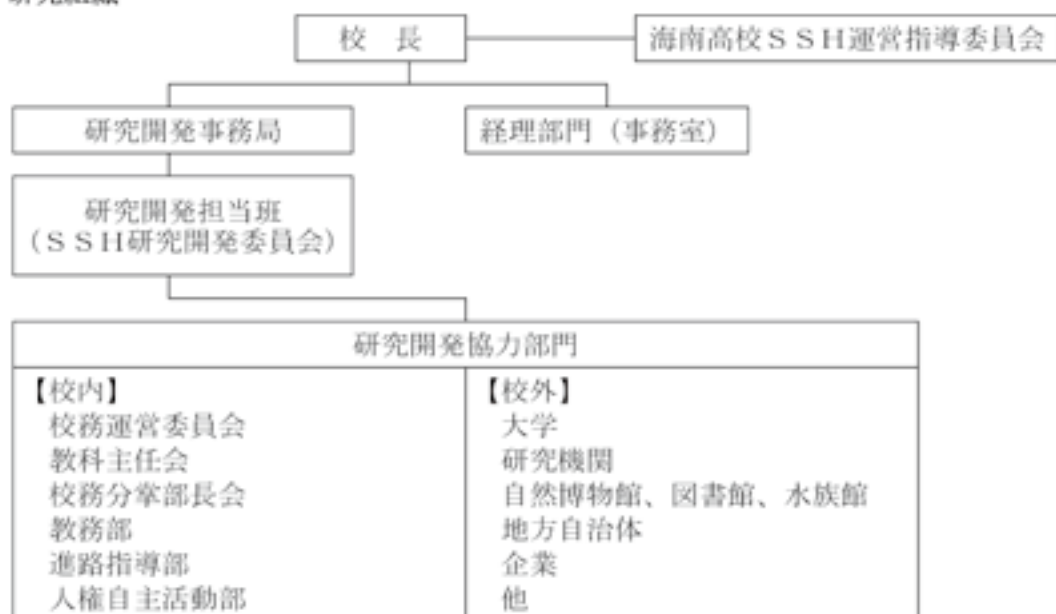 校　長
海南高校ＳＳＨ運営指導委員会
研究開発事務局
経理部門（事務室）
研究開発担当班
（ＳＳＨ研究開発委員会）
研究開発協力部門
【校内】
校務運営委員会
教科主任会
校務分掌部長会
教務部
進路指導部
人権自主活動部
【校外】
大学
研究機関
自然博物館、図書館、水族館
地方自治体
企業
他